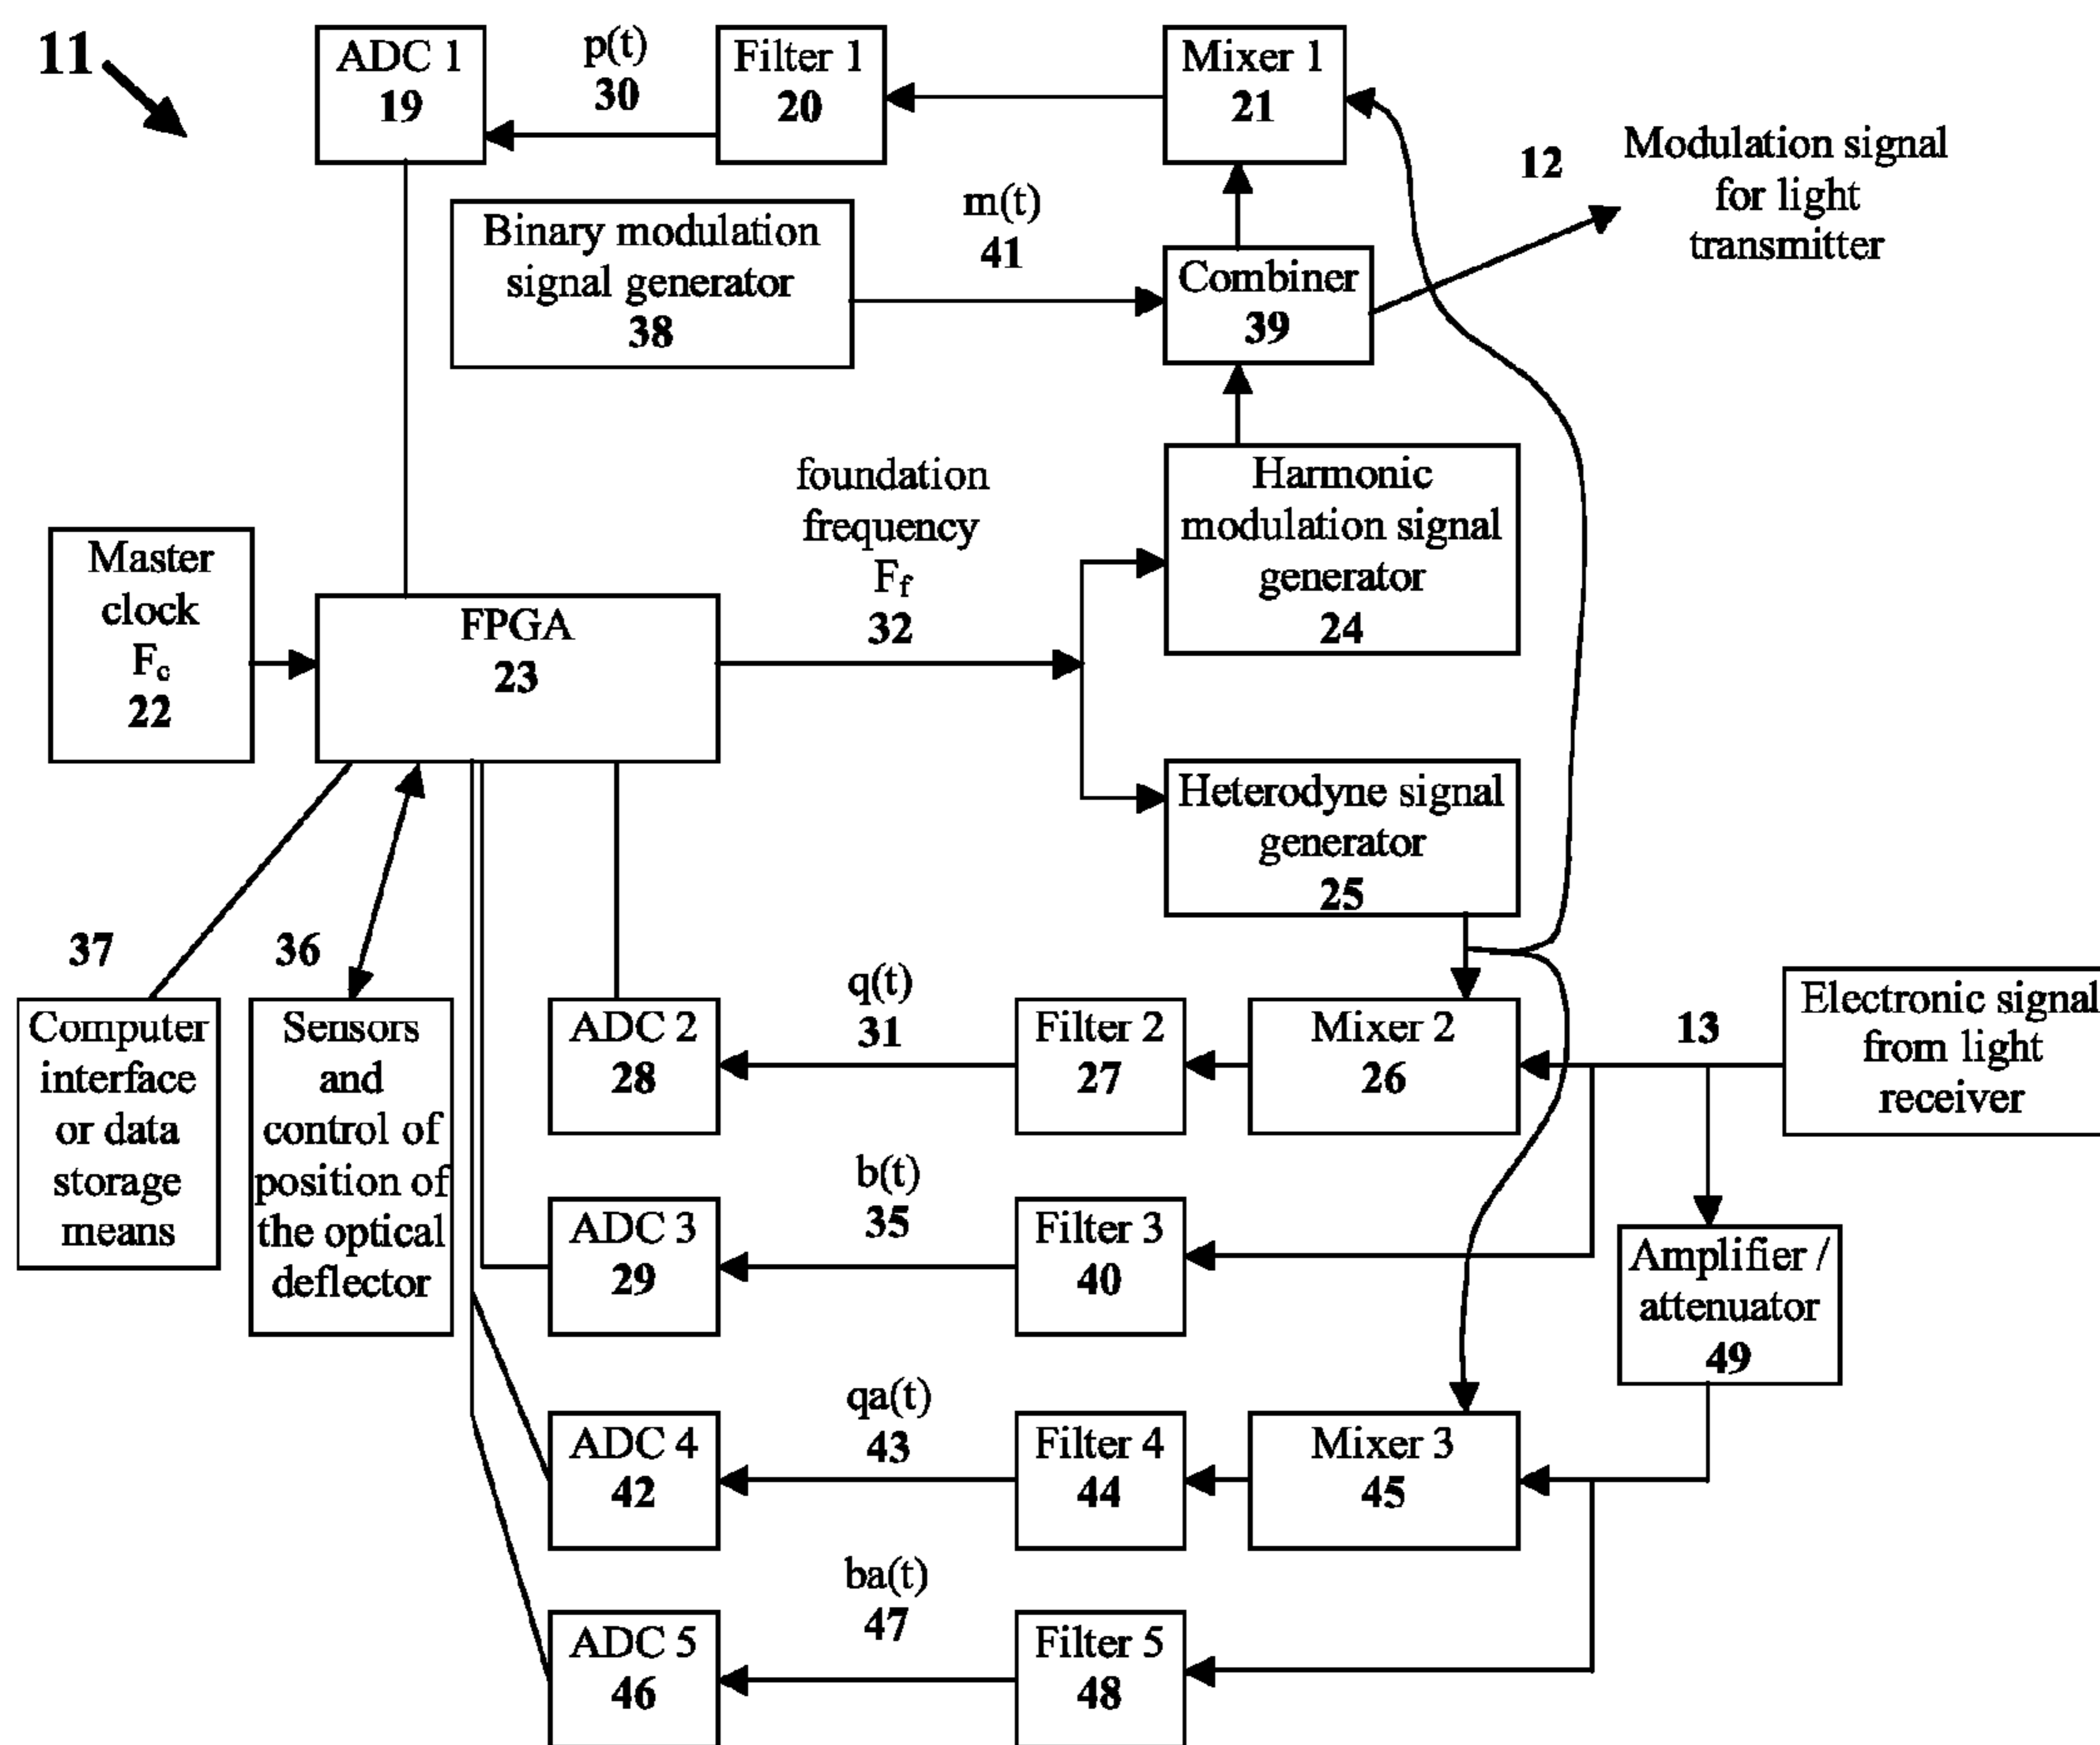 11
ADC 1
19
p(t)
30
Filter 1
20
Mixer 1
21
12
Modulation signal
for light
transmitter
Binary modulation
signal generator
38
m(t)
41
Combiner
39
foundation
frequency
Ff
32
Harmonic
modulation signal
generator
24
Master
clock
Fc
22
FPGA
23
Heterodyne signal
generator
25
37
36
Computer
interface
or data
storage
means
Sensors
and
control of
position of
the optical
deflector
ADC 2
28
q(t)
31
Filter 2
27
Mixer 2
26
13
Electronic signal
from light
receiver
ADC 3
29
b(t)
35
Filter 3
40
Amplifier /
attenuator
49
ADC 4
42
qa(t)
43
Filter 4
44
Mixer 3
45
ADC 5
46
ba(t)
47
Filter 5
48